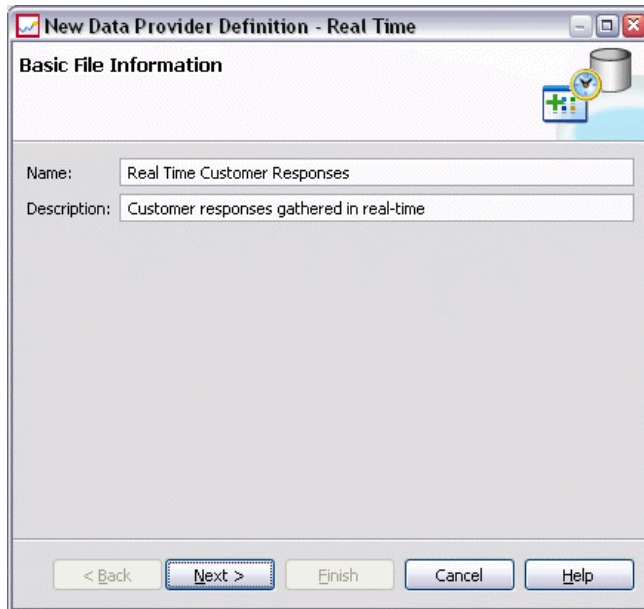 New Data Provider Definition - Real Time
Basic File Information
Name: Real Time Customer Responses
Description: Customer responses gathered in real-time
< Back Next > Finish Cancel Help